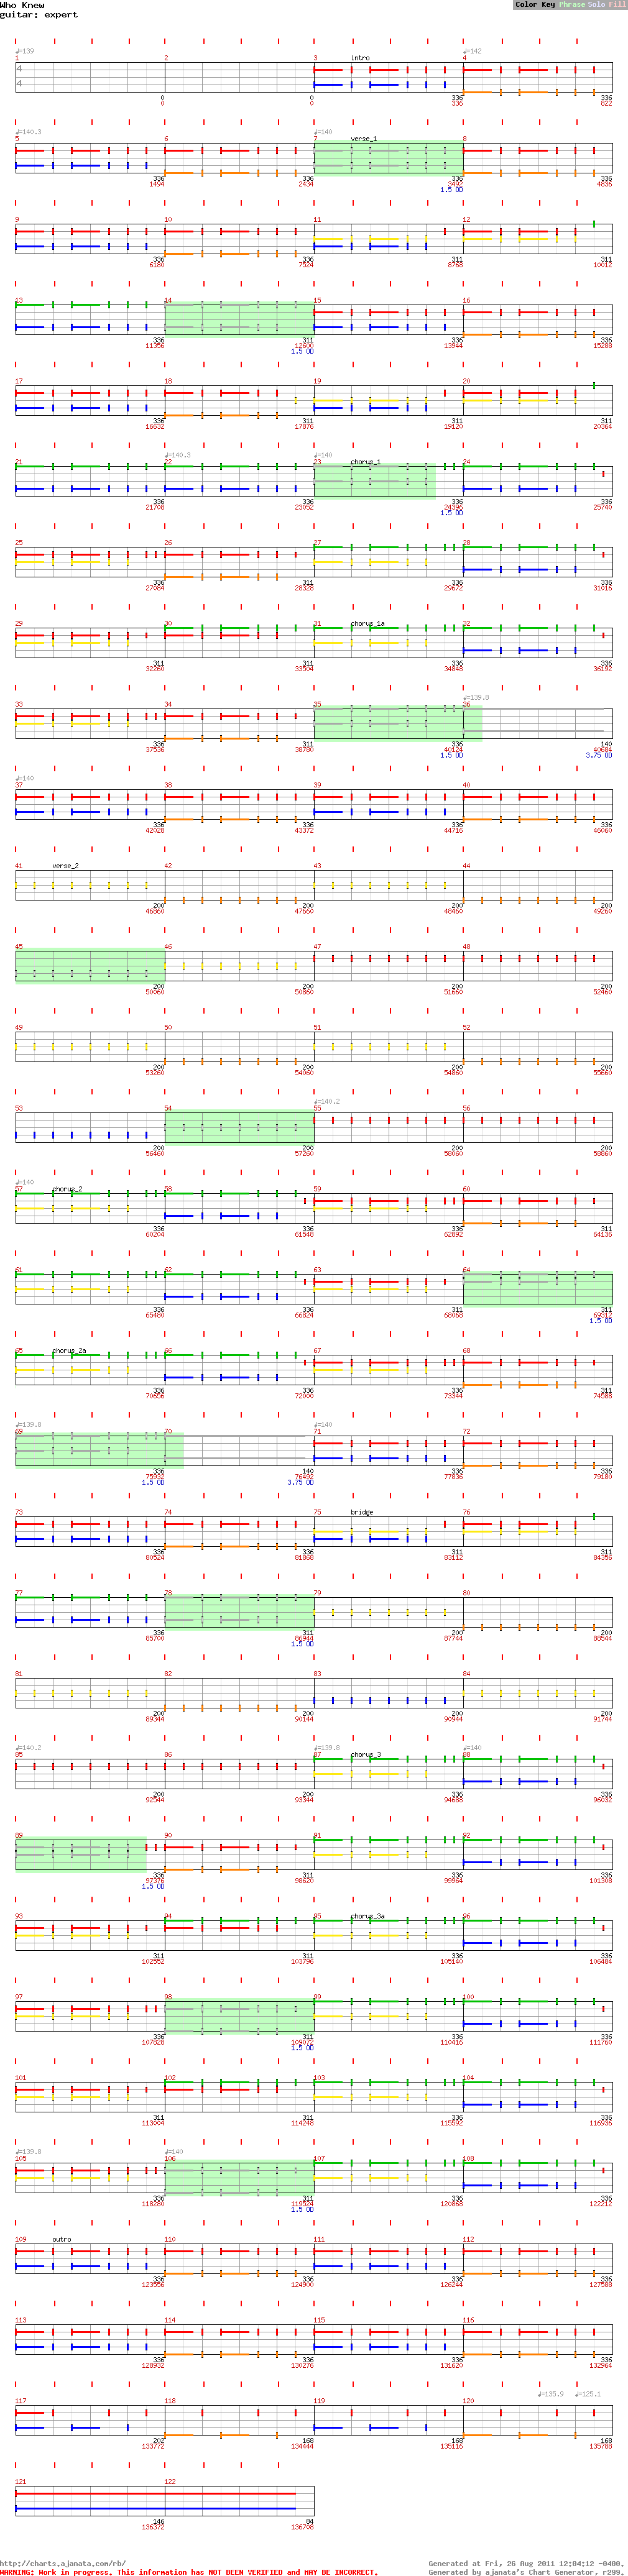 Who Knew
guitar: expert
Color Key Phrase Solo Fill
♩=139 ♩=142
1 2 3 intro 4
4
4
0 0 336 336
0 0 336 822
♩=140.3 ♩=140
5 6 7 verse_1 8
336 336 336 336
1494 2434 3492 4836
1.5 OD
9 10 11 12
336 336 311 311
6180 7524 8768 10012
13 14 15 16
336 311 336 336
11356 12600 13944 15288
1.5 OD
17 18 19 20
336 311 311 311
16632 17876 19120 20364
♩=140.3 ♩=140
21 22 23 chorus_1 24
336 336 336 336
21708 23052 24396 25740
1.5 OD
25 26 27 28
336 311 336 336
27084 28328 29672 31016
29 30 31 chorus_1a 32
311 311 336 336
32260 33504 34848 36192
♩=139.8
33 34 35 36
336 311 336 140
37536 38780 40124 40684
1.5 OD 3.75 OD
♩=140
37 38 39 40
336 336 336 336
42028 43372 44716 46060
41 verse_2 42 43 44
200 200 200 200
46860 47660 48460 49260
45 46 47 48
200 200 200 200
50060 50860 51660 52460
49 50 51 52
200 200 200 200
53260 54060 54860 55660
♩=140.2
53 54 55 56
200 200 200 200
56460 57260 58060 58860
♩=140
57 chorus_2 58 59 60
336 336 336 311
60204 61548 62892 64136
61 62 63 64
336 336 311 311
65480 66824 68068 69312
1.5 OD
65 chorus_2a 66 67 68
336 336 336 311
70656 72000 73344 74588
♩=139.8 ♩=140
69 70 71 72
336 140 336 336
75932 76492 77836 79180
1.5 OD 3.75 OD
73 74 75 bridge 76
336 336 311 311
80524 81868 83112 84356
77 78 79 80
336 311 200 200
85700 86944 87744 88544
1.5 OD
81 82 83 84
200 200 200 200
89344 90144 90944 91744
♩=140.2 ♩=139.8 ♩=140
85 86 87 chorus_3 88
200 200 336 336
92544 93344 94688 96032
89 90 91 92
336 311 336 336
97376 98620 99964 101308
1.5 OD
93 94 95 chorus_3a 96
311 311 336 336
102552 103796 105140 106484
97 98 99 100
336 311 336 336
107828 109072 110416 111760
1.5 OD
101 102 103 104
311 311 336 336
113004 114248 115592 116936
♩=139.8 ♩=140
105 106 107 108
336 311 336 336
118280 119524 120868 122212
1.5 OD
109 outro 110 111 112
336 336 336 336
123556 124900 126244 127588
113 114 115 116
336 336 336 336
128932 130276 131620 132964
♩=135.9 ♩=125.1
117 118 119 120
202 168 168 168
133772 134444 135116 135788
121 122
146 84
136372 136708
http://charts.ajanata.com/rb/ Generated at Fri, 26 Aug 2011 12:04:12 -0400.
WARNING: Work in progress. This information has NOT BEEN VERIFIED and MAY BE INCORRECT. Generated by ajanata's Chart Generator, r299.